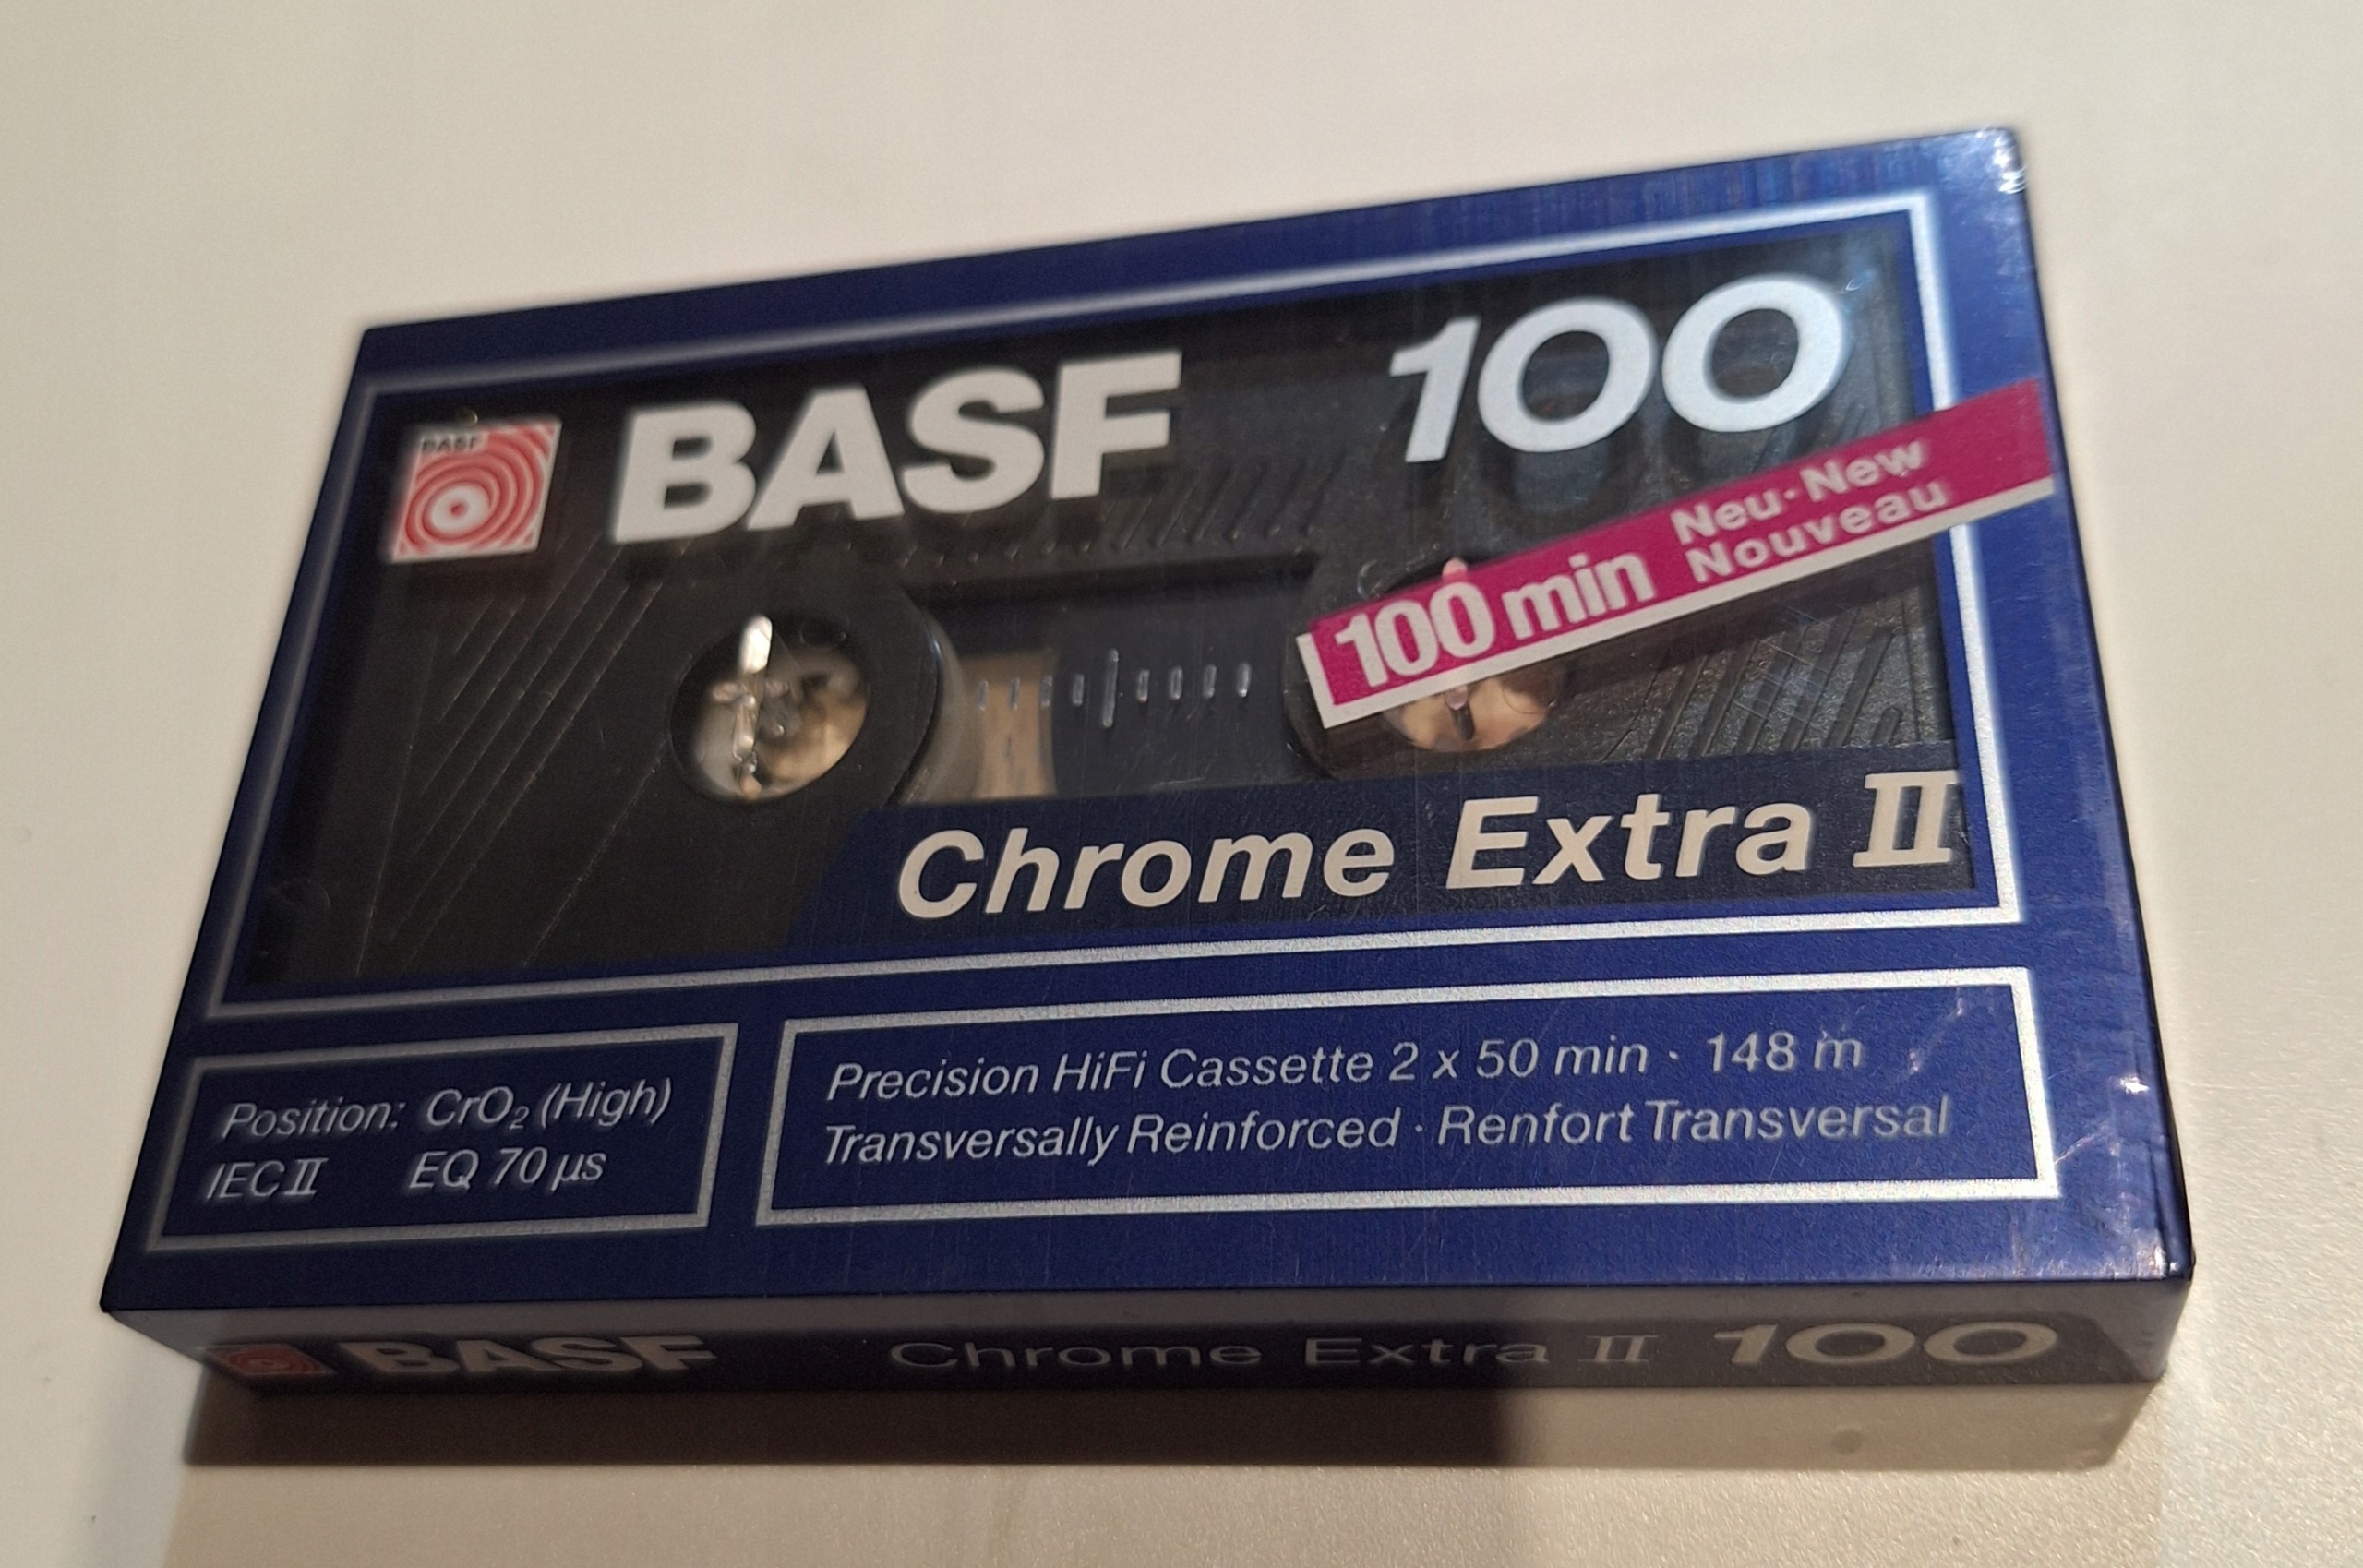 BASF
BASF 100
100 min Neu·New
Nouveau
Chrome Extra II
Position: CrO₂ (High)
IEC II EQ 70 µs
Precision HiFi Cassette 2 x 50 min · 148 m
Transversally Reinforced · Renfort Transversal
BASF Chrome Extra II 100